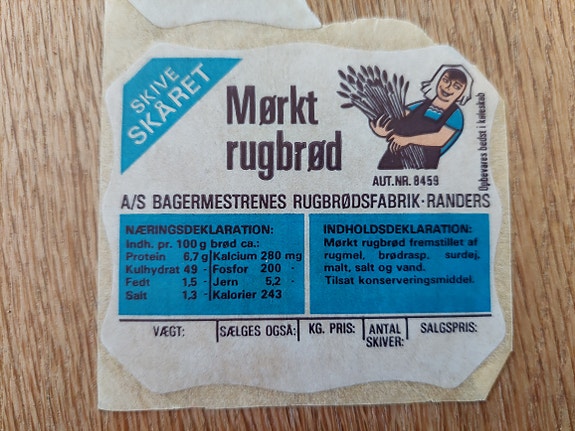 SKIVE
SKÅRET
Mørkt
rugbrød
Opbevares bedst i køleskab
AUT. NR. 8459
A/S BAGERMESTRENES RUGBRØDSFABRIK·RANDERS
NÆRINGSDEKLARATION:
Indh. pr. 100 g brød ca.:
Protein 6,7 g Kalcium 280 mg
Kulhydrat 49 - Fosfor 200 -
Fedt 1,5 - Jern 5,2 -
Salt 1,3 - Kalorier 243
INDHOLDSDEKLARATION:
Mørkt rugbrød fremstillet af
rugmel, brødrasp. surdej,
malt, salt og vand.
Tilsat konserveringsmiddel.
VÆGT: SÆLGES OGSÅ: KG. PRIS: ANTAL SKIVER: SALGSPRIS: